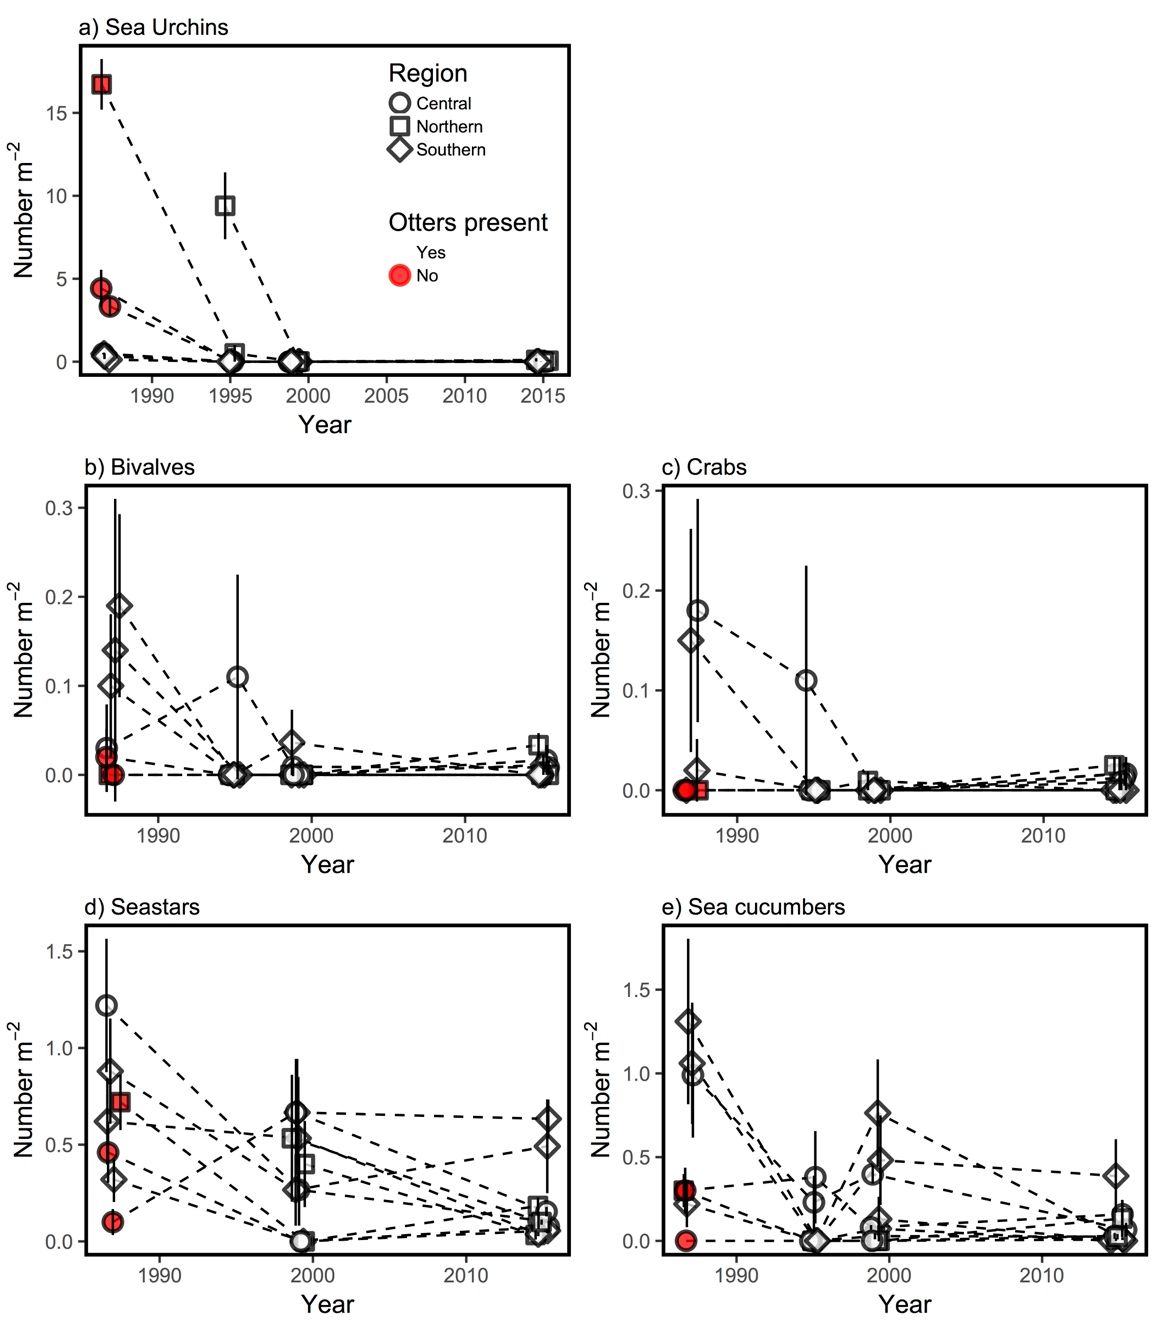 a) Sea Urchins
Number m⁻²
15
10
5
0
Region
Central
Northern
Southern
Otters present
Yes
No
1990 1995 2000 2005 2010 2015
Year
b) Bivalves
Number m⁻²
0.3
0.2
0.1
0.0
1990 2000 2010
Year
c) Crabs
Number m⁻²
0.3
0.2
0.1
0.0
1990 2000 2010
Year
d) Seastars
Number m⁻²
1.5
1.0
0.5
0.0
1990 2000 2010
Year
e) Sea cucumbers
Number m⁻²
1.5
1.0
0.5
0.0
1990 2000 2010
Year